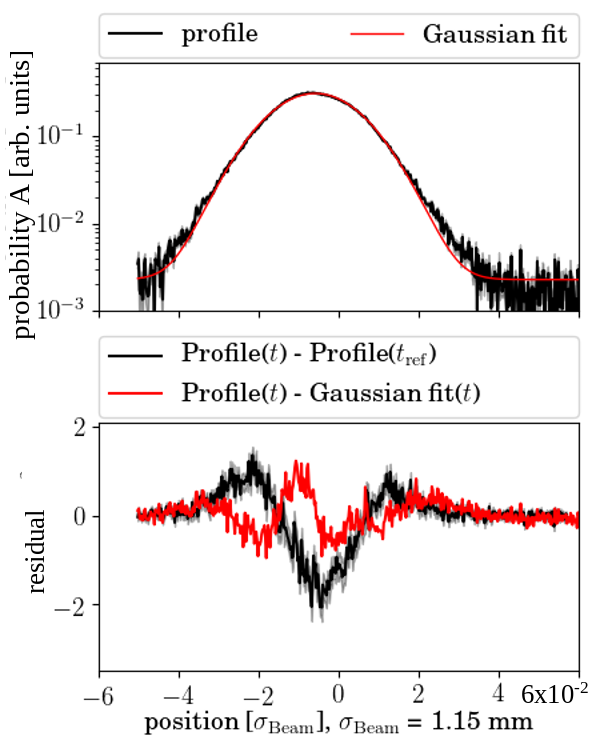 profile Gaussian fit
10⁻¹
10⁻²
10⁻³
probability A [arb. units]
Profile(t) - Profile(t_ref)
Profile(t) - Gaussian fit(t)
2
0
−2
residual
−6 −4 −2 0 2 4 6x10⁻²
position [σ_Beam], σ_Beam = 1.15 mm